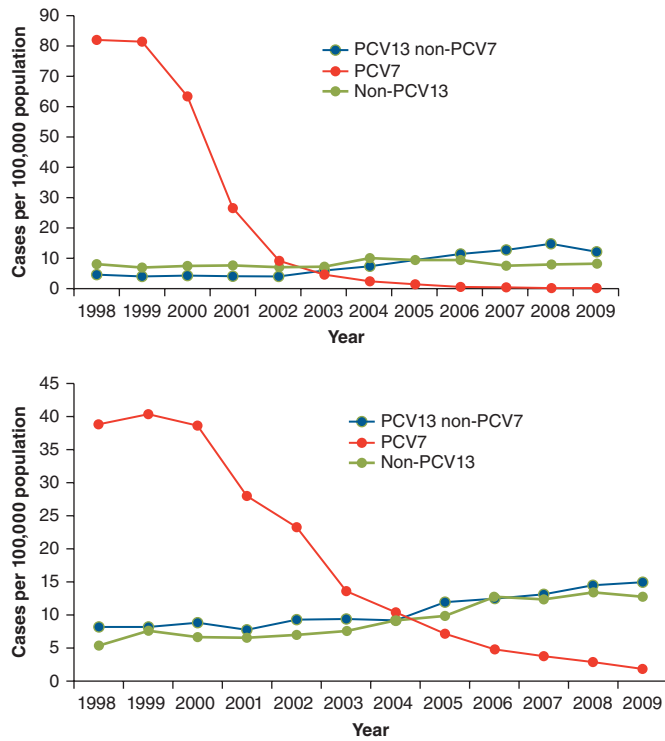 90
80
70
60
50
40
30
20
10
0
Cases per 100,000 population
PCV13 non-PCV7
PCV7
Non-PCV13
1998 1999 2000 2001 2002 2003 2004 2005 2006 2007 2008 2009
Year
45
40
35
30
25
20
15
10
5
0
Cases per 100,000 population
PCV13 non-PCV7
PCV7
Non-PCV13
1998 1999 2000 2001 2002 2003 2004 2005 2006 2007 2008 2009
Year